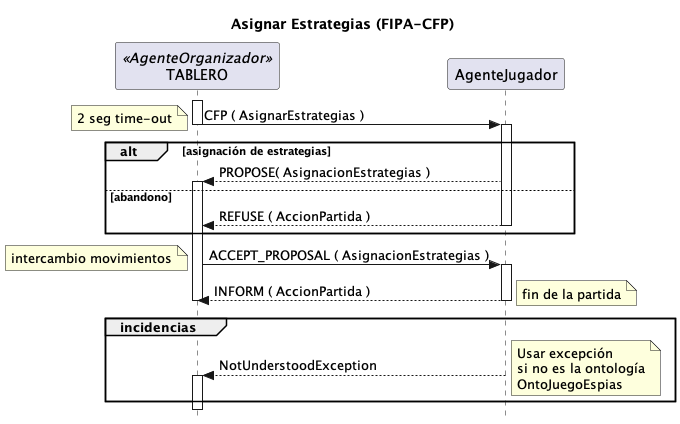 Asignar Estrategias (FIPA-CFP)
«AgenteOrganizador»
TABLERO
AgenteJugador
2 seg time-out
CFP ( AsignarEstrategias )
alt
[asignación de estrategias]
PROPOSE( AsignacionEstrategias )
[abandono]
REFUSE ( AccionPartida )
intercambio movimientos
ACCEPT_PROPOSAL ( AsignacionEstrategias )
INFORM ( AccionPartida )
fin de la partida
incidencias
NotUnderstoodException
Usar excepción
si no es la ontología
OntoJuegoEspias